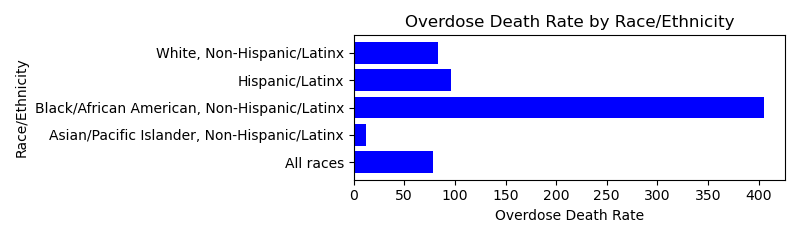 Overdose Death Rate by Race/Ethnicity
Race/Ethnicity
White, Non-Hispanic/Latinx
Hispanic/Latinx
Black/African American, Non-Hispanic/Latinx
Asian/Pacific Islander, Non-Hispanic/Latinx
All races
0 50 100 150 200 250 300 350 400
Overdose Death Rate